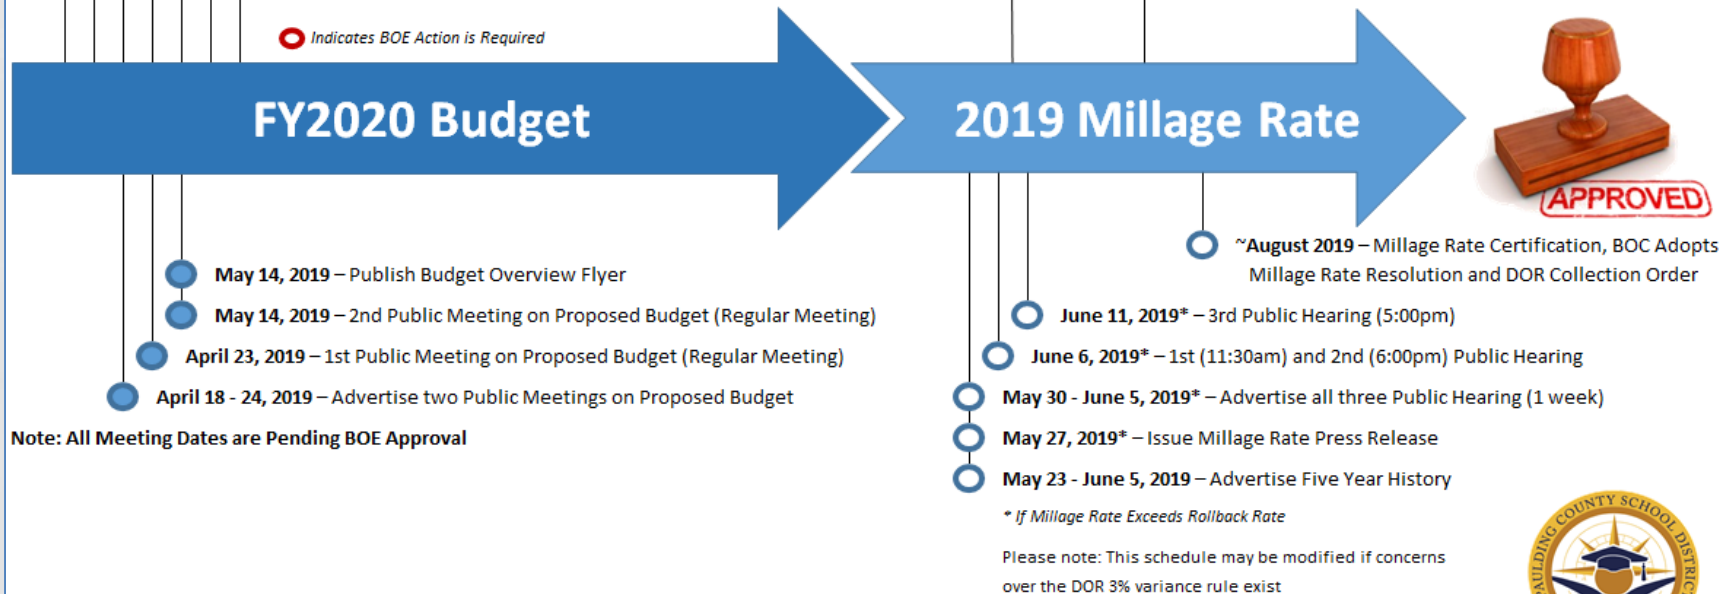 Indicates BOE Action is Required
FY2020 Budget
2019 Millage Rate
APPROVED
May 14, 2019 – Publish Budget Overview Flyer
May 14, 2019 – 2nd Public Meeting on Proposed Budget (Regular Meeting)
April 23, 2019 – 1st Public Meeting on Proposed Budget (Regular Meeting)
April 18 - 24, 2019 – Advertise two Public Meetings on Proposed Budget
Note: All Meeting Dates are Pending BOE Approval
~August 2019 – Millage Rate Certification, BOC Adopts
Millage Rate Resolution and DOR Collection Order
June 11, 2019* – 3rd Public Hearing (5:00pm)
June 6, 2019* – 1st (11:30am) and 2nd (6:00pm) Public Hearing
May 30 - June 5, 2019* – Advertise all three Public Hearing (1 week)
May 27, 2019* – Issue Millage Rate Press Release
May 23 - June 5, 2019 – Advertise Five Year History
* If Millage Rate Exceeds Rollback Rate
Please note: This schedule may be modified if concerns
over the DOR 3% variance rule exist
AULDING COUNTY SCHOOL DISTRIC